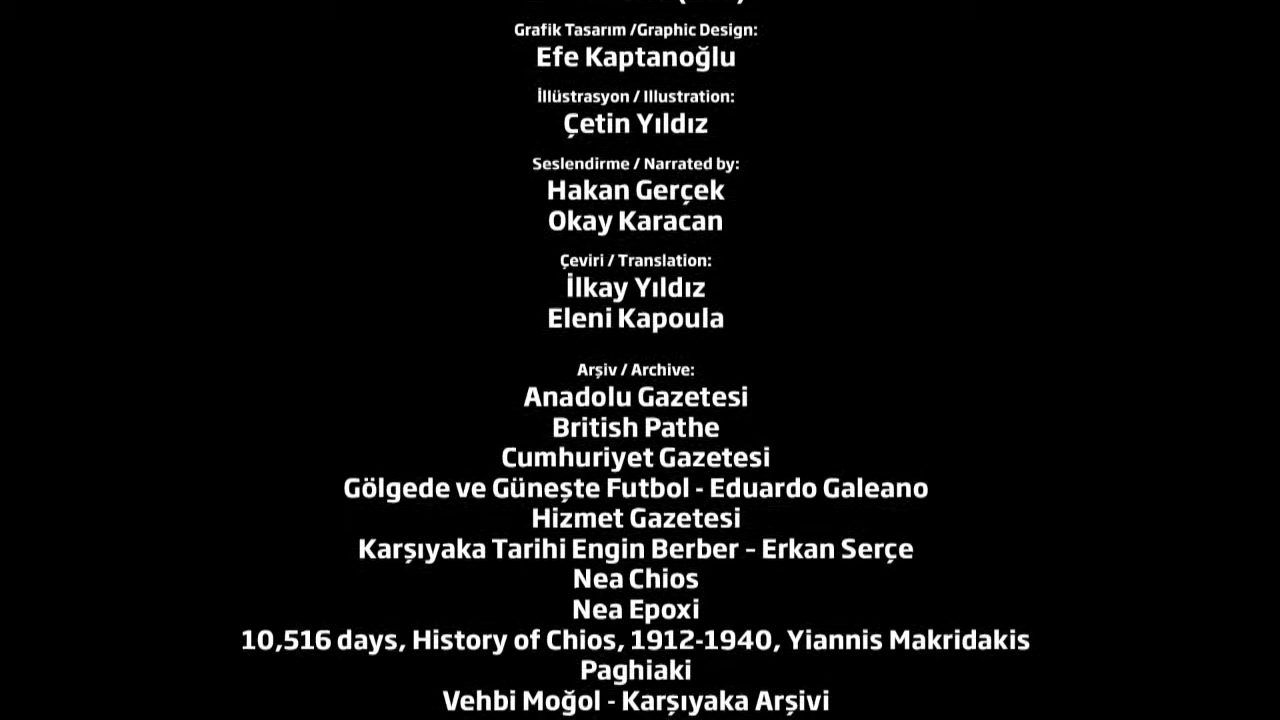 Grafik Tasarım /Graphic Design:
Efe Kaptanoğlu
İllüstrasyon / Illustration:
Çetin Yıldız
Seslendirme / Narrated by:
Hakan Gerçek
Okay Karacan
Çeviri / Translation:
İlkay Yıldız
Eleni Kapoula
Arşiv / Archive:
Anadolu Gazetesi
British Pathe
Cumhuriyet Gazetesi
Gölgede ve Güneşte Futbol - Eduardo Galeano
Hizmet Gazetesi
Karşıyaka Tarihi Engin Berber – Erkan Serçe
Nea Chios
Nea Epoxi
10,516 days, History of Chios, 1912-1940, Yiannis Makridakis
Paghiaki
Vehbi Moğol - Karşıyaka Arşivi